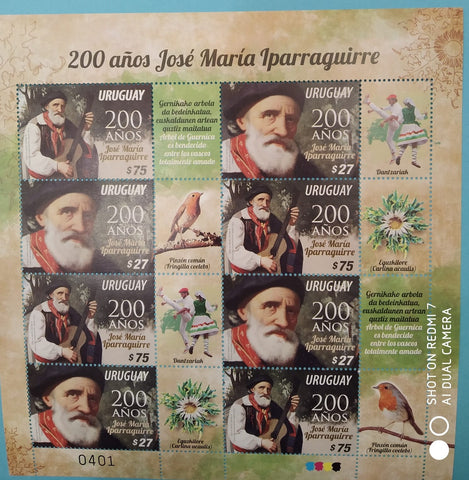 200 años José María Iparraguirre
URUGUAY
200
AÑOS
José María
Iparraguirre
$75
Gernikako arbola
da bedeinkatua,
euskaldunen artean
guztiz maitatua
Árbol de Guernica
es bendecido
entre los vascos
totalmente amado
URUGUAY
200
AÑOS
José María
Iparraguirre
$27
Dantzariak
URUGUAY
200
AÑOS
José María
Iparraguirre
$27
Pinzón común
(Fringilla coelebs)
URUGUAY
200
AÑOS
José María
Iparraguirre
$75
Eguzkilore
(Carlina acaulis)
URUGUAY
200
AÑOS
José María
Iparraguirre
$75
Dantzariak
URUGUAY
200
AÑOS
José María
Iparraguirre
$27
Gernikako arbola
da bedeinkatua,
euskaldunen artean
guztiz maitatua
Árbol de Guernica
es bendecido
entre los vascos
totalmente amado
URUGUAY
200
AÑOS
José María
Iparraguirre
$27
Eguzkilore
(Carlina acaulis)
URUGUAY
200
AÑOS
José María
Iparraguirre
$75
Pinzón común
(Fringilla coelebs)
0401
SHOT ON REDMI 7
AI DUAL CAMERA